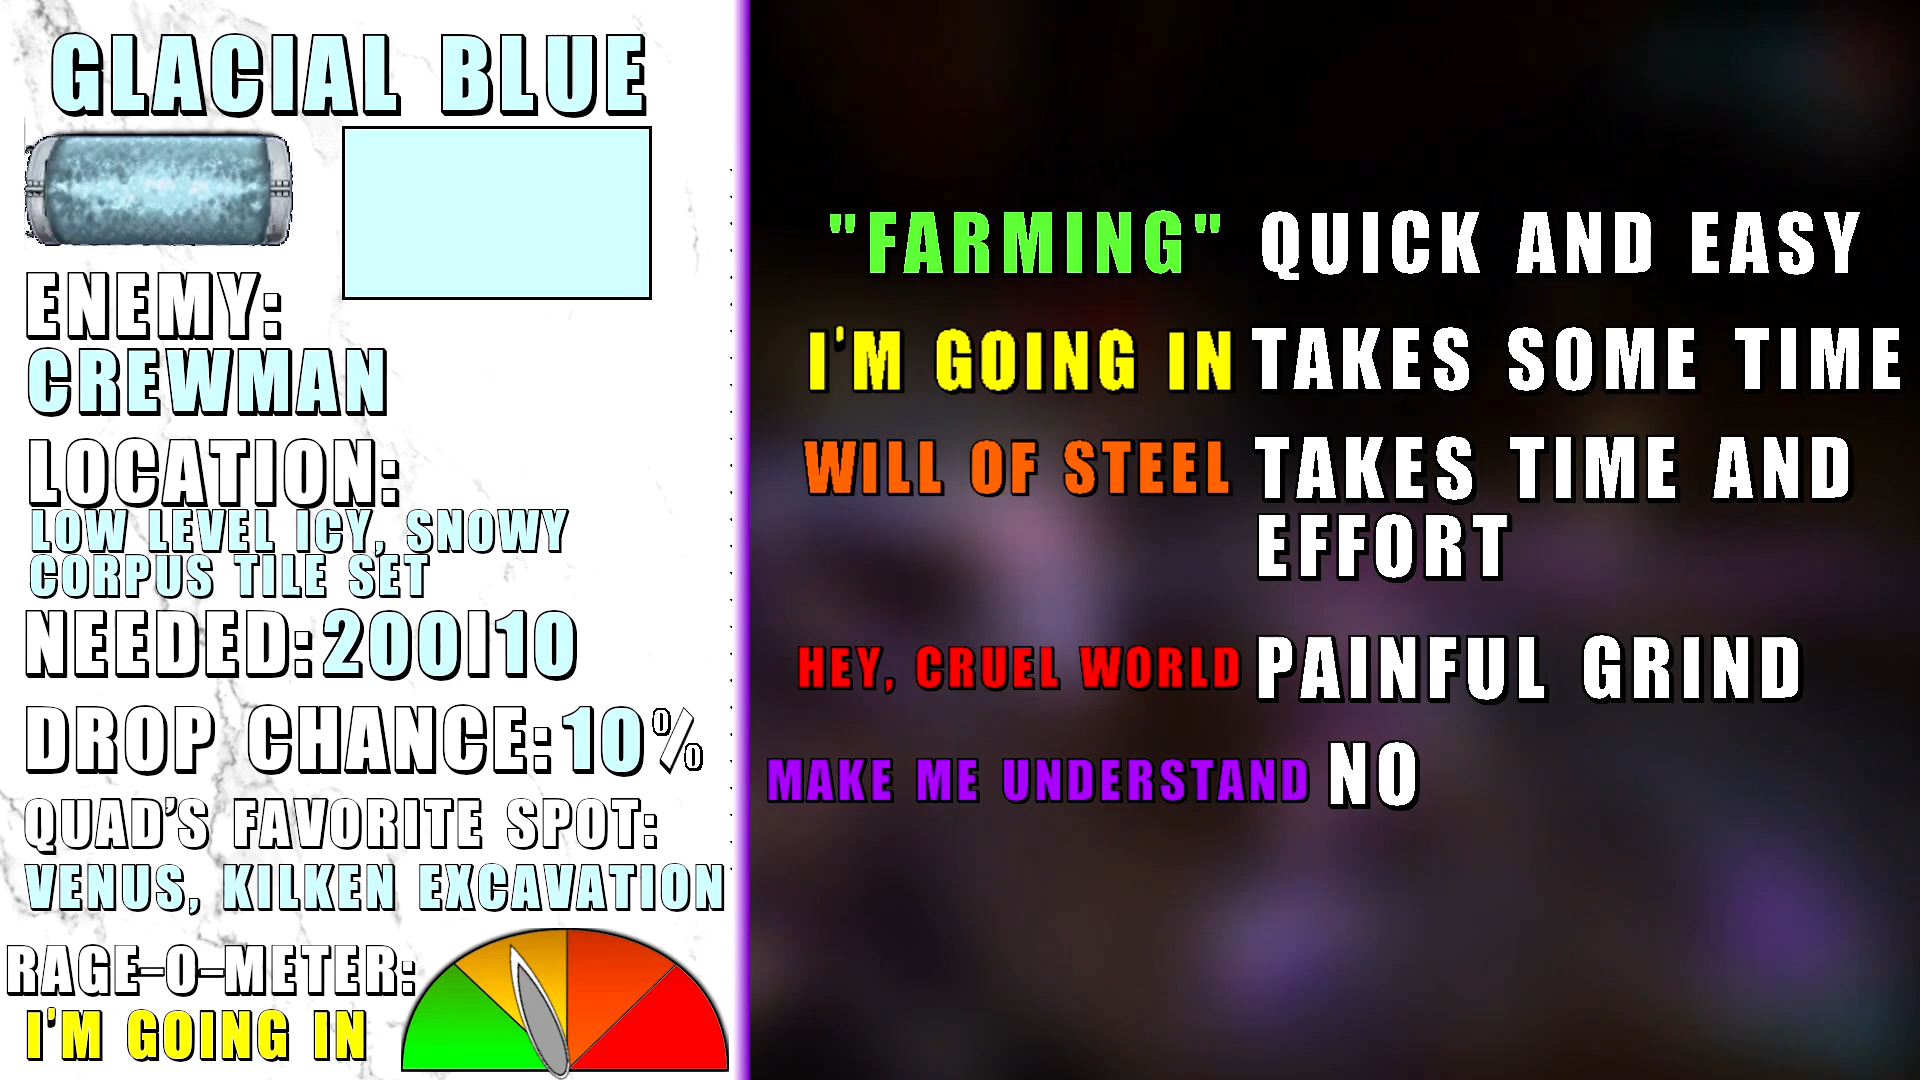 GLACIAL BLUE
ENEMY:
CREWMAN
LOCATION:
LOW LEVEL ICY, SNOWY
CORPUS TILE SET
NEEDED: 200|10
DROP CHANCE: 10%
QUAD'S FAVORITE SPOT:
VENUS, KILKEN EXCAVATION
RAGE-O-METER:
I'M GOING IN
"FARMING" QUICK AND EASY
I'M GOING IN TAKES SOME TIME
WILL OF STEEL TAKES TIME AND
EFFORT
HEY, CRUEL WORLD PAINFUL GRIND
MAKE ME UNDERSTAND NO